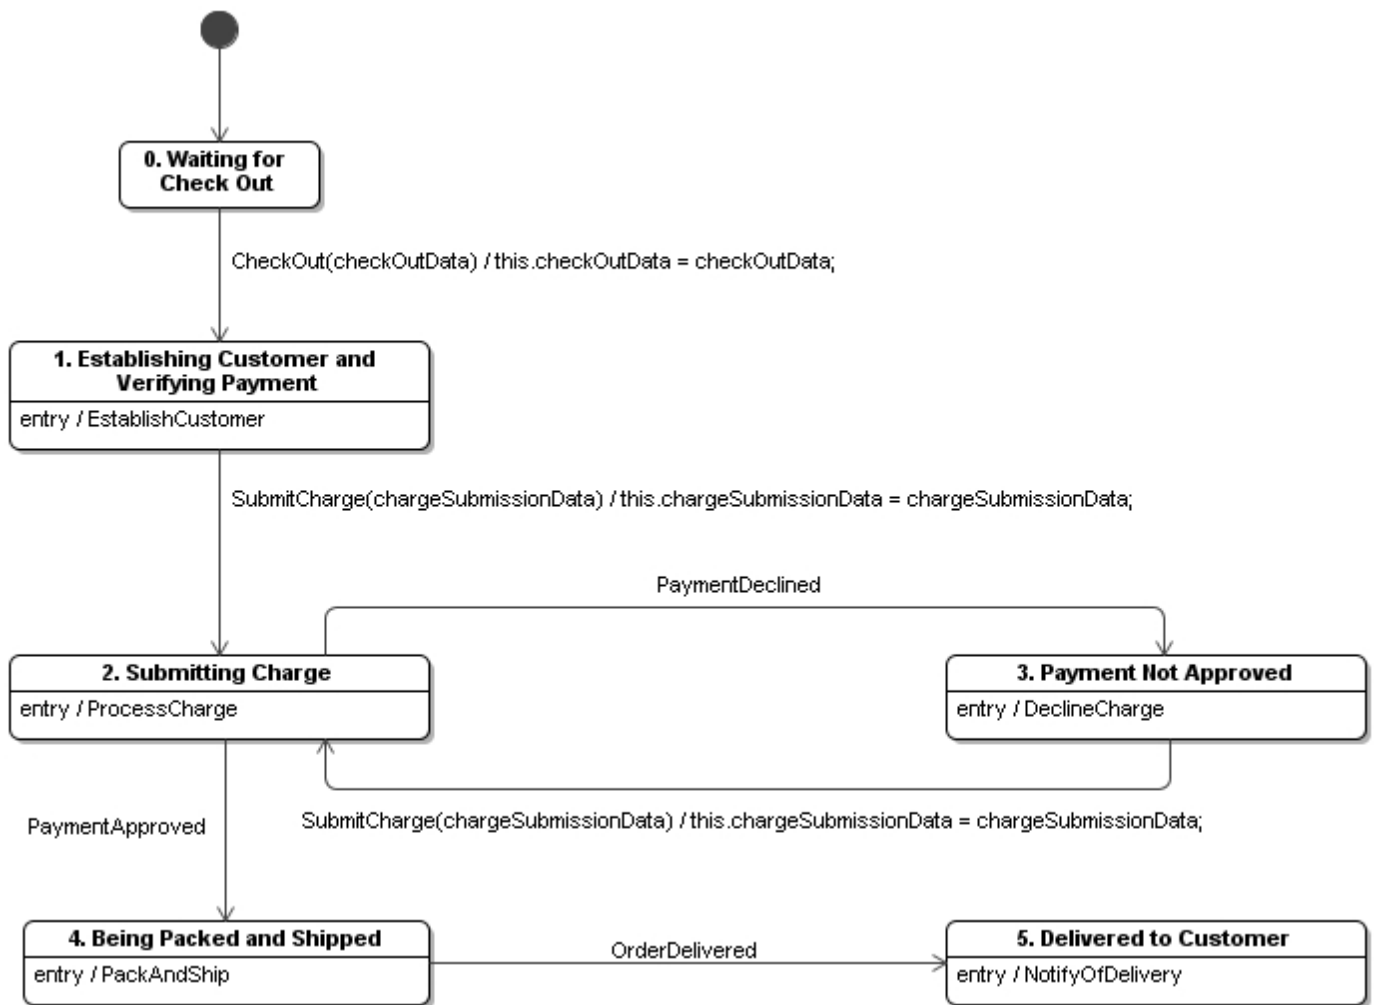 0. Waiting for
Check Out
CheckOut(checkOutData) / this.checkOutData = checkOutData;
1. Establishing Customer and
Verifying Payment
entry / EstablishCustomer
SubmitCharge(chargeSubmissionData) / this.chargeSubmissionData = chargeSubmissionData;
PaymentDeclined
2. Submitting Charge
entry / ProcessCharge
3. Payment Not Approved
entry / DeclineCharge
PaymentApproved
SubmitCharge(chargeSubmissionData) / this.chargeSubmissionData = chargeSubmissionData;
4. Being Packed and Shipped
entry / PackAndShip
OrderDelivered
5. Delivered to Customer
entry / NotifyOfDelivery